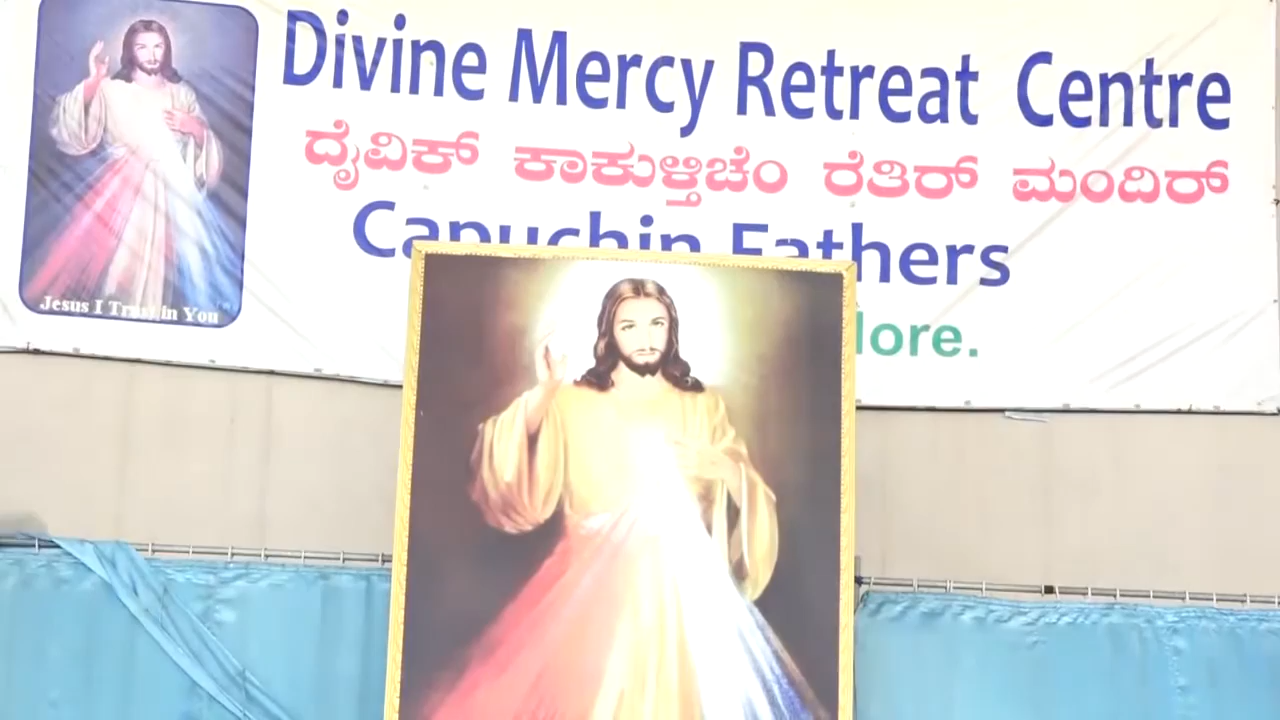 Divine Mercy Retreat Centre
ದೈವಿಕ್ ಕಾಕುಳ್ತಿಚೆಂ ರೆತಿರ್ ಮಂದಿರ್
Capuchin Fathers
lore.
Jesus I Trust in You